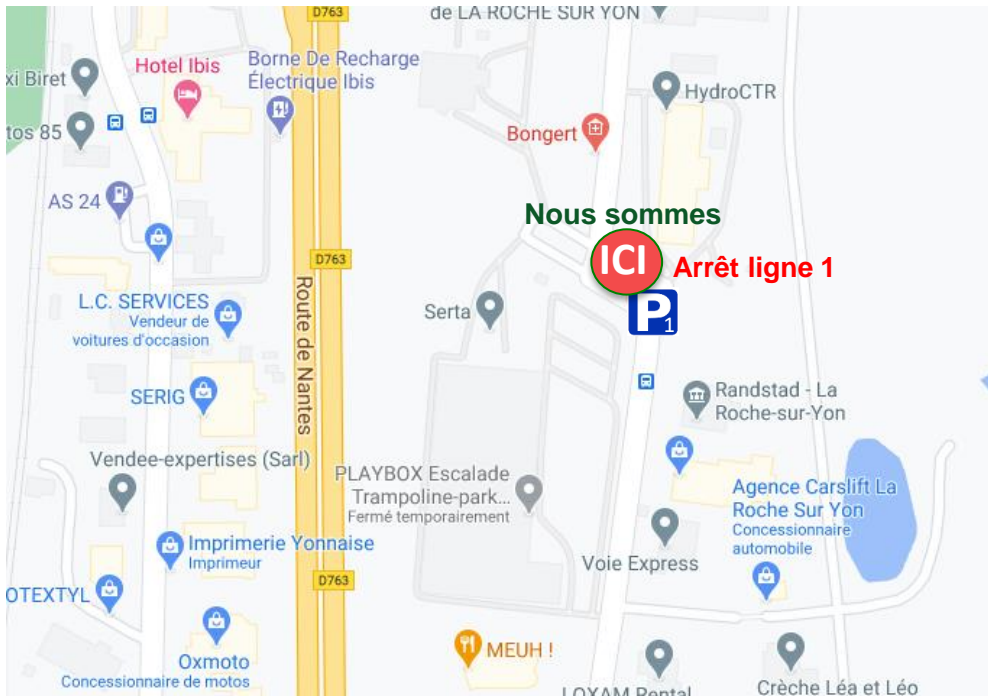 D763
de LA ROCHE SUR YON
Hotel Ibis
Borne De Recharge
Électrique Ibis
xi Biret
HydroCTR
tos 85
Bongert
AS 24
Nous sommes
ICI
Arrêt ligne 1
D763
P1
L.C. SERVICES
Vendeur de
voitures d'occasion
Route de Nantes
Serta
SERIG
Randstad - La
Roche-sur-Yon
Vendee-expertises (Sarl)
PLAYBOX Escalade
Trampoline-park...
Fermé temporairement
Agence Carslift La
Roche Sur Yon
Concessionnaire
automobile
Imprimerie Yonnaise
Imprimeur
Voie Express
D763
OTEXTYL
MEUH !
Oxmoto
Concessionnaire de motos
LOXAM Rental
Crèche Léa et Léo